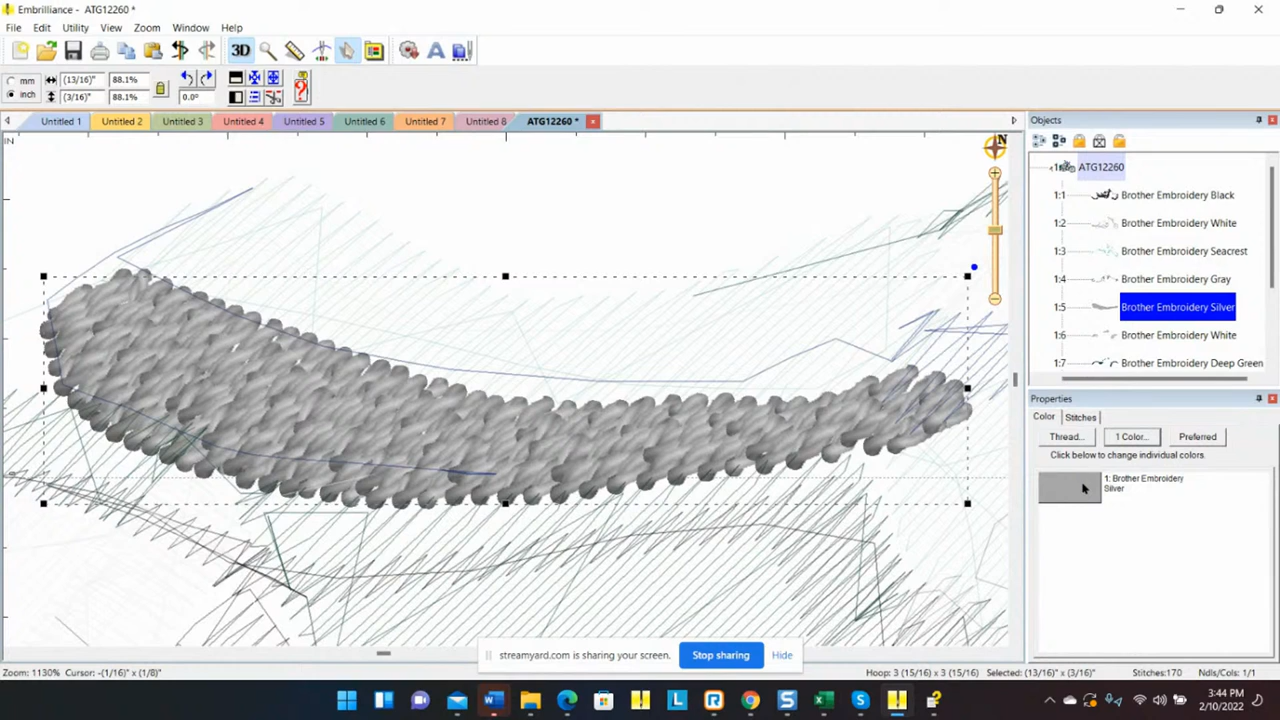 Embrilliance - ATG12260 *
File Edit Utility View Zoom Window Help
3D
mm (13/16)" 88.1%
inch (3/16)" 88.1% 0.0°
Untitled 1 Untitled 2 Untitled 3 Untitled 4 Untitled 5 Untitled 6 Untitled 7 Untitled 8 ATG12260 *
IN
N
Objects
ATG12260
1:1 Brother Embroidery Black
1:2 Brother Embroidery White
1:3 Brother Embroidery Seacrest
1:4 Brother Embroidery Gray
1:5 Brother Embroidery Silver
1:6 Brother Embroidery White
1:7 Brother Embroidery Deep Green
Properties
Color Stitches
Thread... 1 Color... Preferred
Click below to change individual colors.
1: Brother Embroidery
Silver
streamyard.com is sharing your screen. Stop sharing Hide
Zoom: 1130% Cursor: -(1/16)" x (1/8)" Hoop: 3 (15/16) x 3 (15/16) Selected: (13/16)" x (3/16)" Stitches:170 Ndls/Cols: 1/1
3:44 PM
2/10/2022